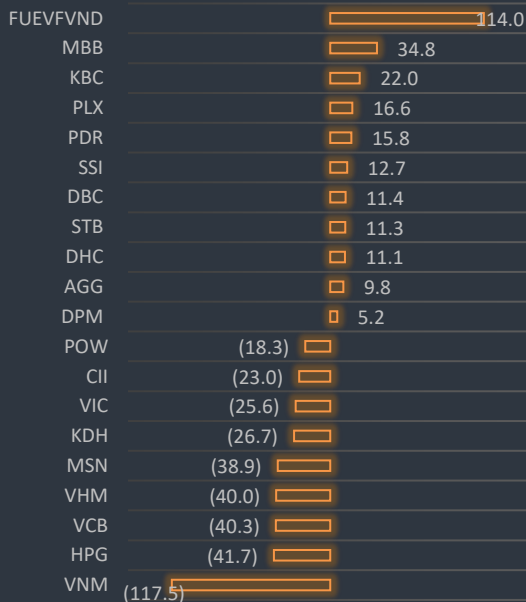 FUEVFVND 114.0
MBB 34.8
KBC 22.0
PLX 16.6
PDR 15.8
SSI 12.7
DBC 11.4
STB 11.3
DHC 11.1
AGG 9.8
DPM 5.2
POW (18.3)
CII (23.0)
VIC (25.6)
KDH (26.7)
MSN (38.9)
VHM (40.0)
VCB (40.3)
HPG (41.7)
VNM (117.5)